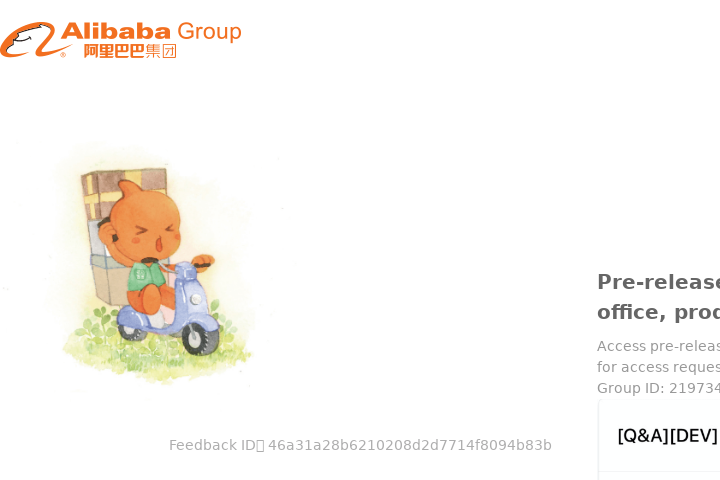 Alibaba Group
阿里巴巴集团
®
Pre-release
office, prod
Access pre-releas
for access reques
Group ID: 219734
[Q&A][DEV]
Feedback ID 46a31a28b6210208d2d7714f8094b83b